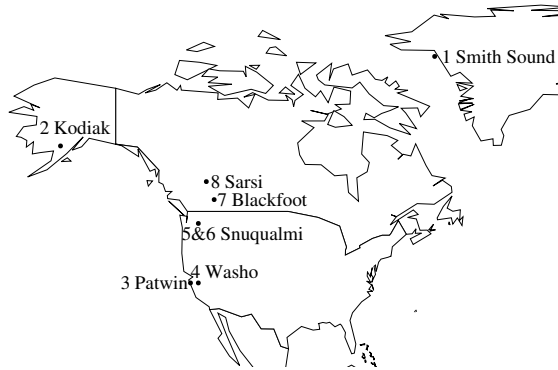 1 Smith Sound
2 Kodiak
8 Sarsi
7 Blackfoot
5&6 Snuqualmi
4 Washo
3 Patwin